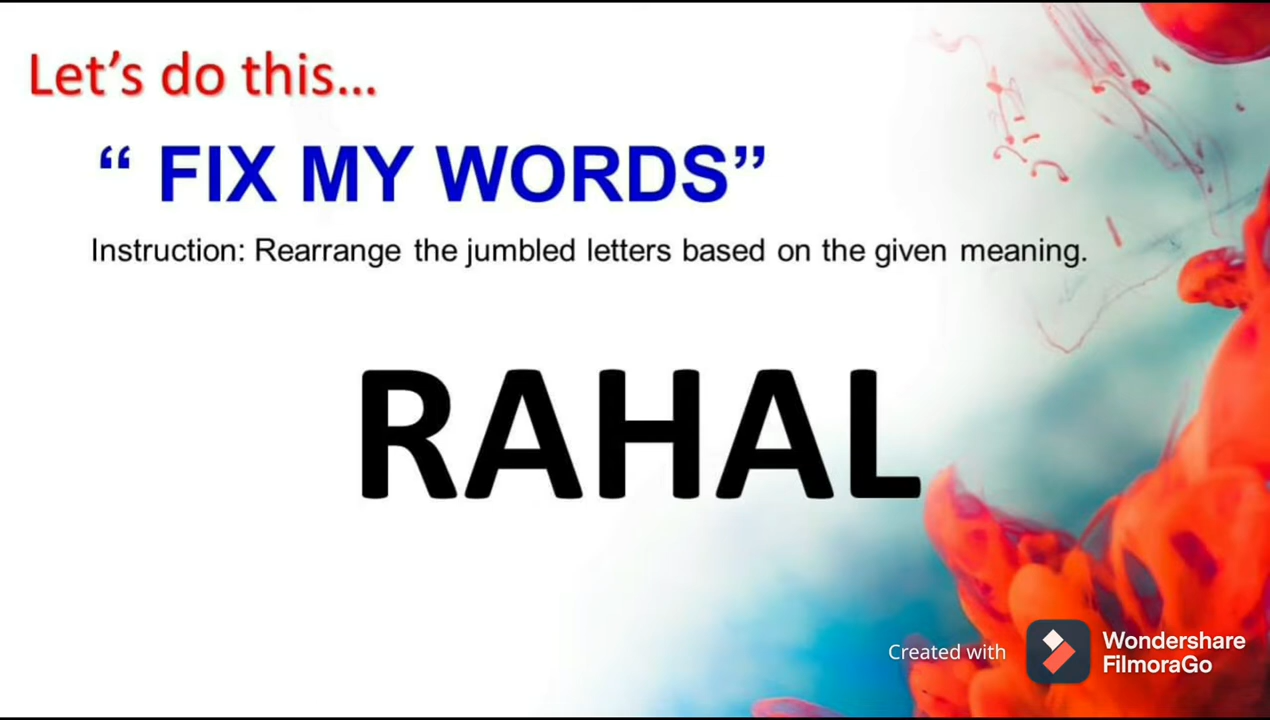 Let's do this...
“ FIX MY WORDS”
Instruction: Rearrange the jumbled letters based on the given meaning.
RAHAL
Created with
Wondershare
FilmoraGo